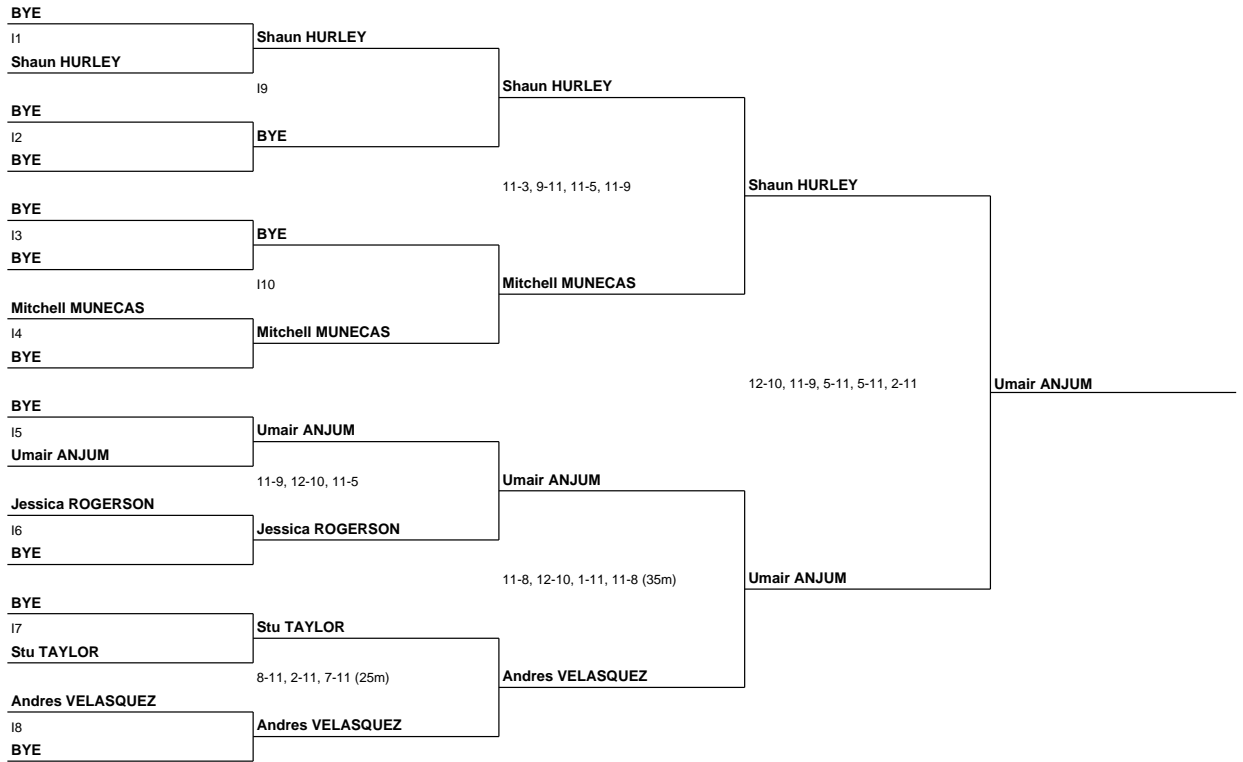 BYE
I1
Shaun HURLEY
BYE
I2
BYE
BYE
I3
BYE
Mitchell MUNECAS
I4
BYE
BYE
I5
Umair ANJUM
Jessica ROGERSON
I6
BYE
BYE
I7
Stu TAYLOR
Andres VELASQUEZ
I8
BYE
Shaun HURLEY
I9
BYE
BYE
I10
Mitchell MUNECAS
Umair ANJUM
11-9, 12-10, 11-5
Jessica ROGERSON
Stu TAYLOR
8-11, 2-11, 7-11 (25m)
Andres VELASQUEZ
Shaun HURLEY
11-3, 9-11, 11-5, 11-9
Mitchell MUNECAS
Umair ANJUM
11-8, 12-10, 1-11, 11-8 (35m)
Andres VELASQUEZ
Shaun HURLEY
12-10, 11-9, 5-11, 5-11, 2-11
Umair ANJUM
Umair ANJUM